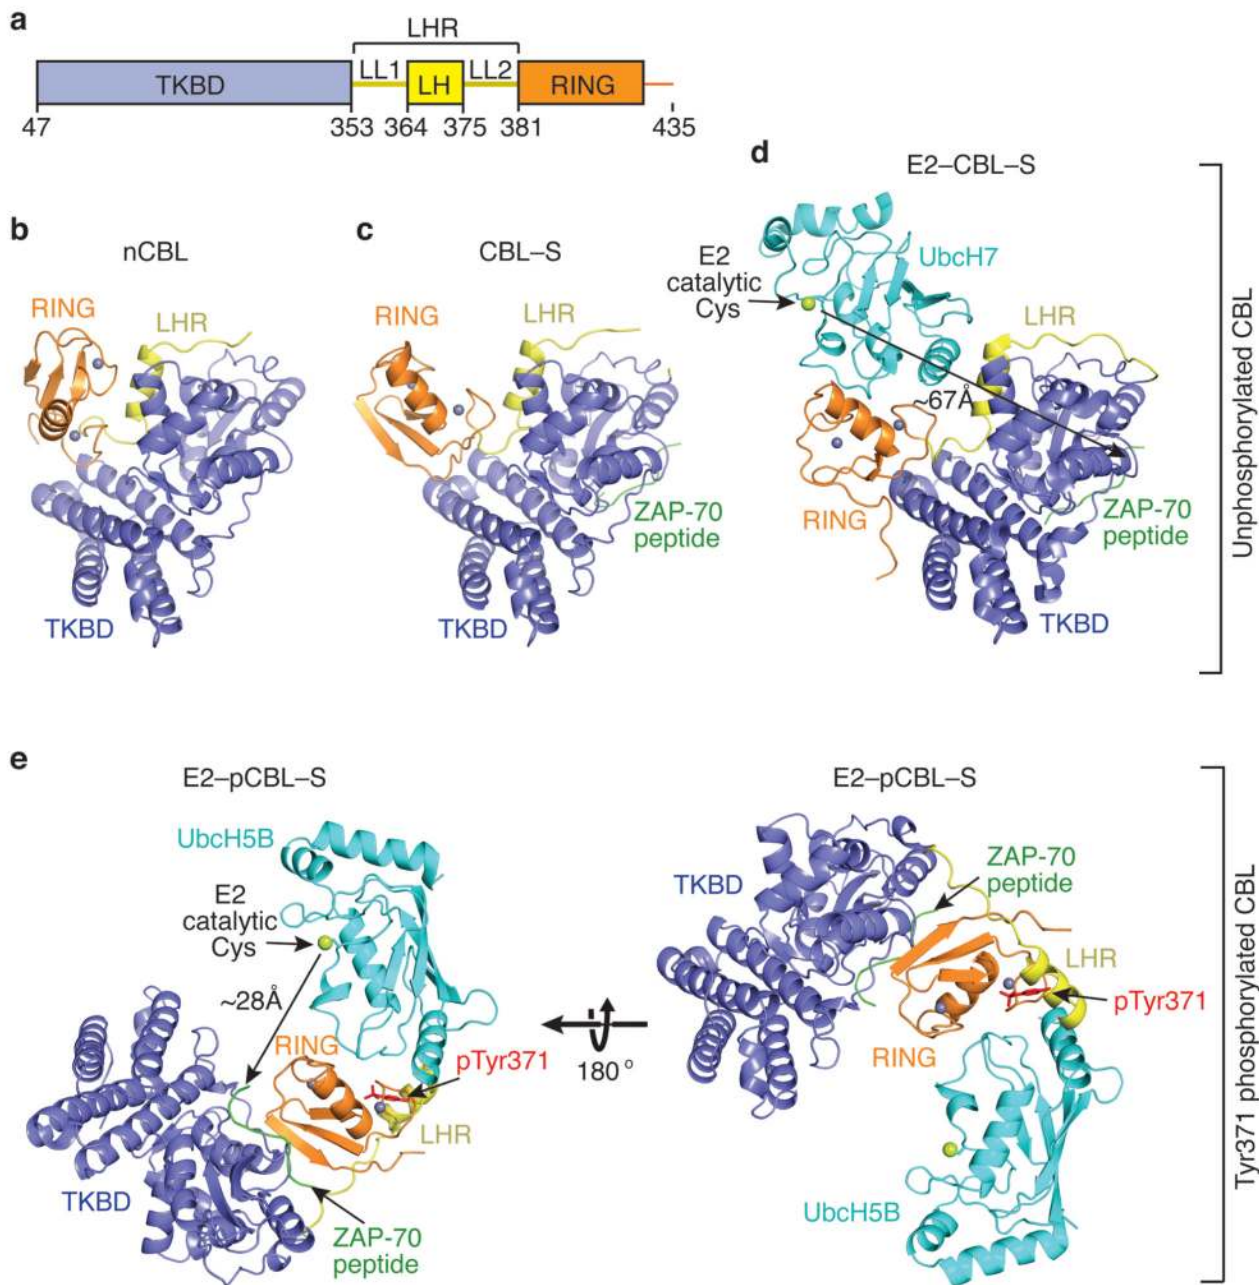 a
LHR
TKBD
LL1
LH
LL2
RING
47
353
364
375
381
435
b
nCBL
RING
LHR
TKBD
c
CBL–S
RING
LHR
ZAP-70
peptide
d
E2–CBL–S
UbcH7
E2
catalytic
Cys
LHR
~67Å
RING
ZAP-70
peptide
TKBD
Unphosphorylated CBL
e
E2–pCBL–S
UbcH5B
E2
catalytic
Cys
~28Å
RING
pTyr371
LHR
TKBD
ZAP-70
peptide
180°
E2–pCBL–S
TKBD
ZAP-70
peptide
LHR
pTyr371
RING
UbcH5B
Tyr371 phosphorylated CBL